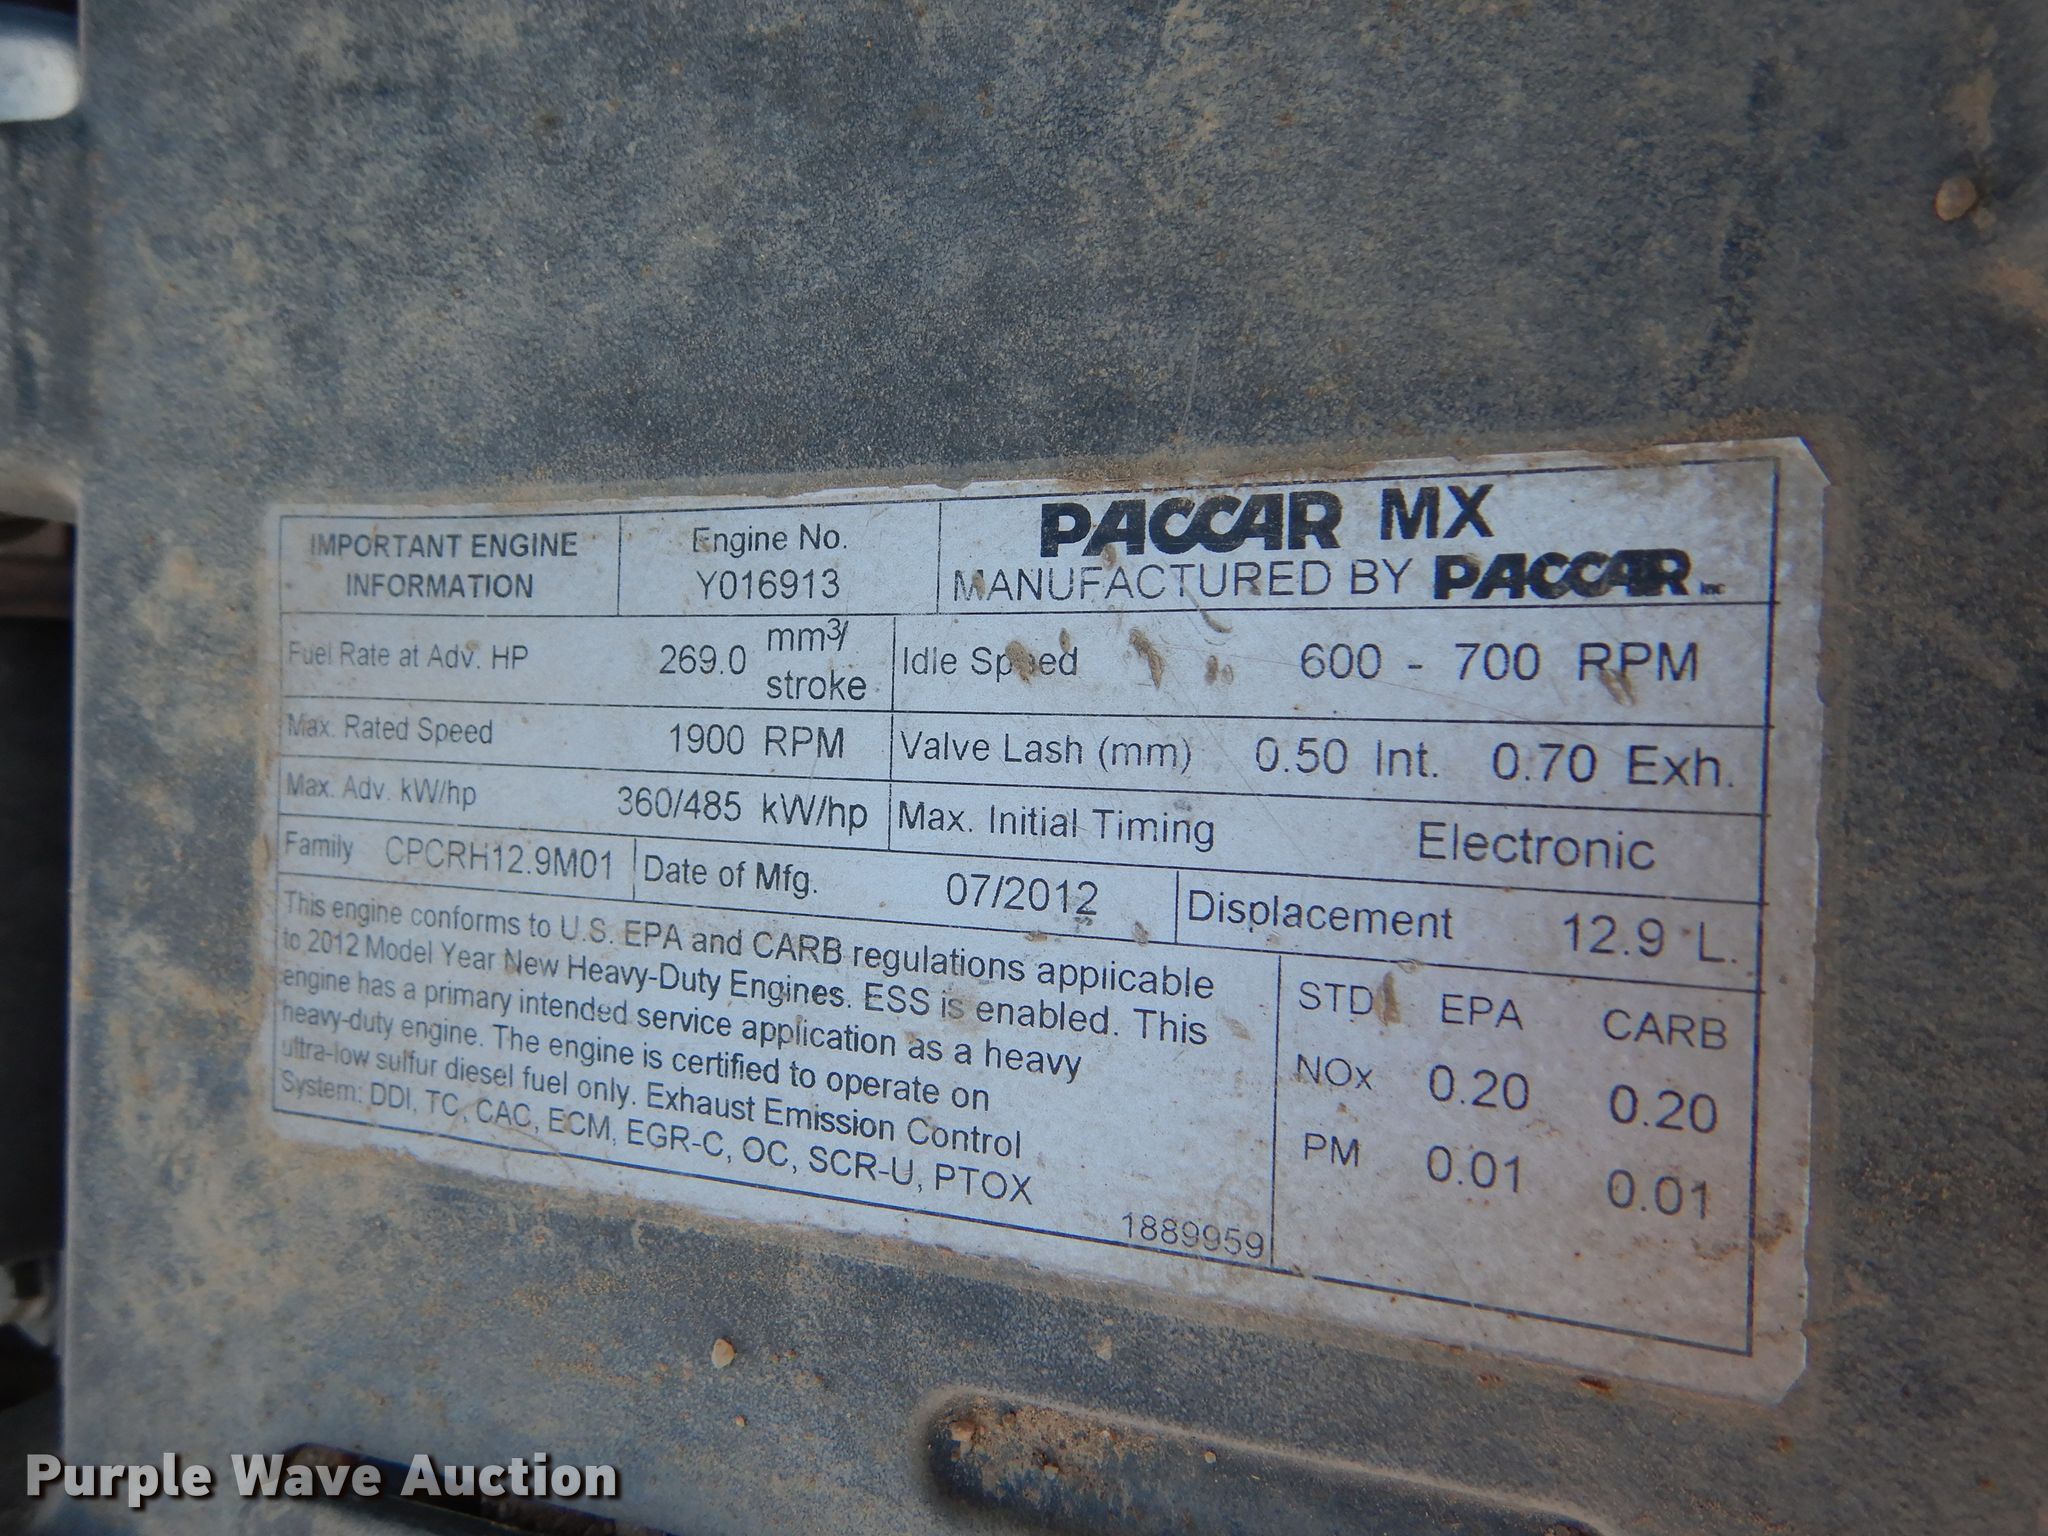 IMPORTANT ENGINE
INFORMATION
Engine No.
Y016913
PACCAR MX
MANUFACTURED BY PACCAR Inc
Fuel Rate at Adv. HP 269.0 mm³/
stroke
Idle Speed 600 - 700 RPM
Max. Rated Speed 1900 RPM
Valve Lash (mm) 0.50 Int. 0.70 Exh.
Max. Adv. kW/hp 360/485 kW/hp
Max. Initial Timing Electronic
Family CPCRH12.9M01
Date of Mfg. 07/2012
Displacement 12.9 L.
This engine conforms to U.S. EPA and CARB regulations applicable
to 2012 Model Year New Heavy-Duty Engines. ESS is enabled. This
engine has a primary intended service application as a heavy
heavy-duty engine. The engine is certified to operate on
ultra-low sulfur diesel fuel only. Exhaust Emission Control
System: DDI, TC, CAC, ECM, EGR-C, OC, SCR-U, PTOX
1889959
STD EPA CARB
NOx 0.20 0.20
PM 0.01 0.01
Purple Wave Auction